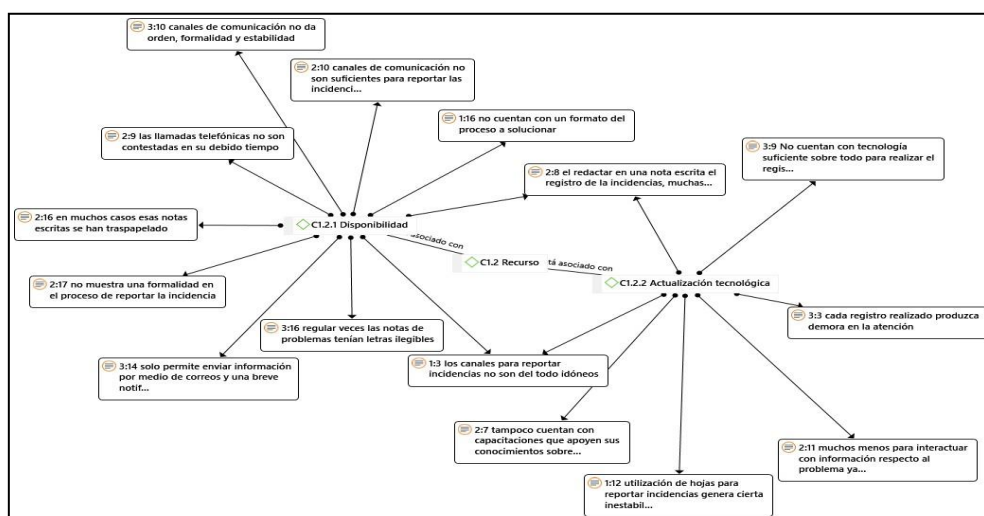 3:10 canales de comunicación no da
orden, formalidad y estabilidad
2:10 canales de comunicación no
son suficientes para reportar las
incidenci...
1:16 no cuentan con un formato del
proceso a solucionar
2:9 las llamadas telefónicas no son
contestadas en su debido tiempo
3:9 No cuentan con tecnología
suficiente sobre todo para realizar el
regis...
2:8 el redactar en una nota escrita el
registro de la incidencias, muchas...
2:16 en muchos casos esas notas
escritas se han traspapelado
C1.2.1 Disponibilidad
asociado con
C1.2 Recurso
tá asociado con
C1.2.2 Actualización tecnológica
2:17 no muestra una formalidad en
el proceso de reportar la incidencia
3:3 cada registro realizado produzca
demora en la atención
3:16 regular veces las notas de
problemas tenían letras ilegibles
3:14 solo permite enviar información
por medio de correos y una breve
notif...
1:3 los canales para reportar
incidencias no son del todo idóneos
2:7 tampoco cuentan con
capacitaciones que apoyen sus
conocimientos sobre...
2:11 muchos menos para interactuar
con información respecto al
problema ya...
1:12 utilización de hojas para
reportar incidencias genera cierta
inestabil...